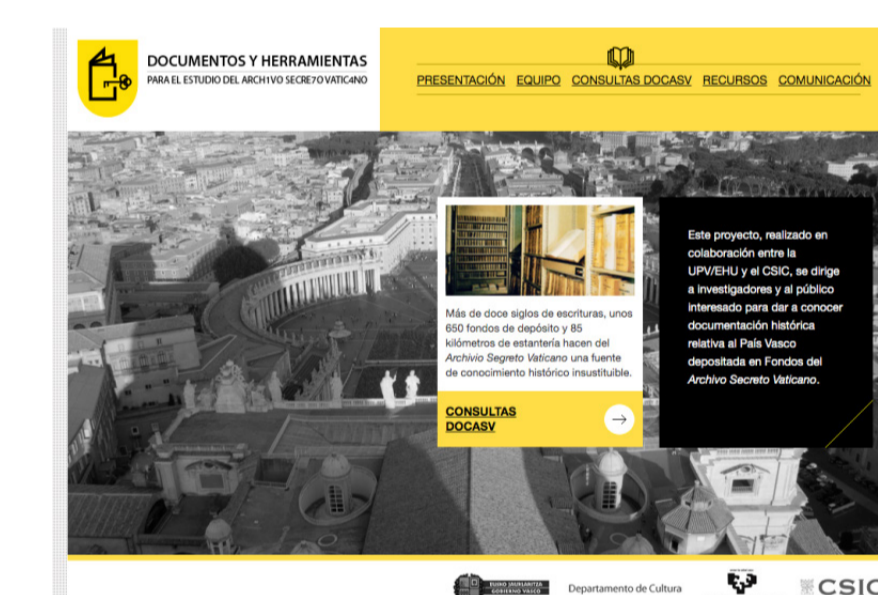 DOCUMENTOS Y HERRAMIENTAS
PARA EL ESTUDIO DEL ARCH1VO SECRE7O VATIC4NO
PRESENTACIÓN EQUIPO CONSULTAS DOCASV RECURSOS COMUNICACIÓN
Más de doce siglos de escrituras, unos
650 fondos de depósito y 85
kilómetros de estantería hacen del
Archivio Segreto Vaticano una fuente
de conocimiento histórico insustituible.
CONSULTAS
DOCASV
Este proyecto, realizado en
colaboración entre la
UPV/EHU y el CSIC, se dirige
a investigadores y al público
interesado para dar a conocer
documentación histórica
relativa al País Vasco
depositada en Fondos del
Archivo Secreto Vaticano.
EUSKO JAURLARITZA
GOBIERNO VASCO
Departamento de Cultura
CSIC